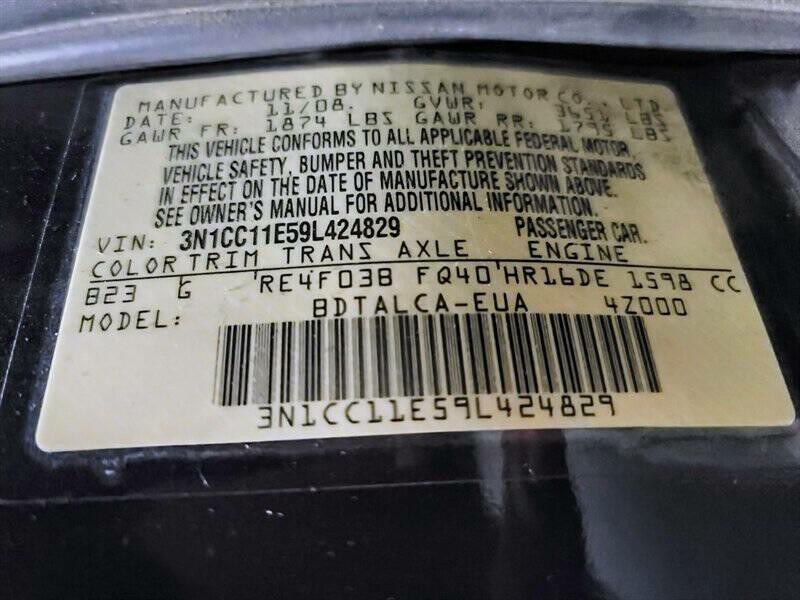 MANUFACTURED BY NISSAN MOTOR CO., LTD.
DATE: 11/08. GVWR: LBS
GAWR FR: 1874 LBS GAWR RR: 1795 LBS
THIS VEHICLE CONFORMS TO ALL APPLICABLE FEDERAL MOTOR
VEHICLE SAFETY, BUMPER AND THEFT PREVENTION STANDARDS
IN EFFECT ON THE DATE OF MANUFACTURE SHOWN ABOVE.
SEE OWNER'S MANUAL FOR ADDITIONAL INFORMATION.
VIN: 3N1CC11E59L424829 PASSENGER CAR.
COLOR TRIM TRANS AXLE ENGINE
B23 G RE4F03B FQ40 HR16DE 1598 CC
MODEL: BDTALCA-EUA 4Z000
3N1CC11E59L424829